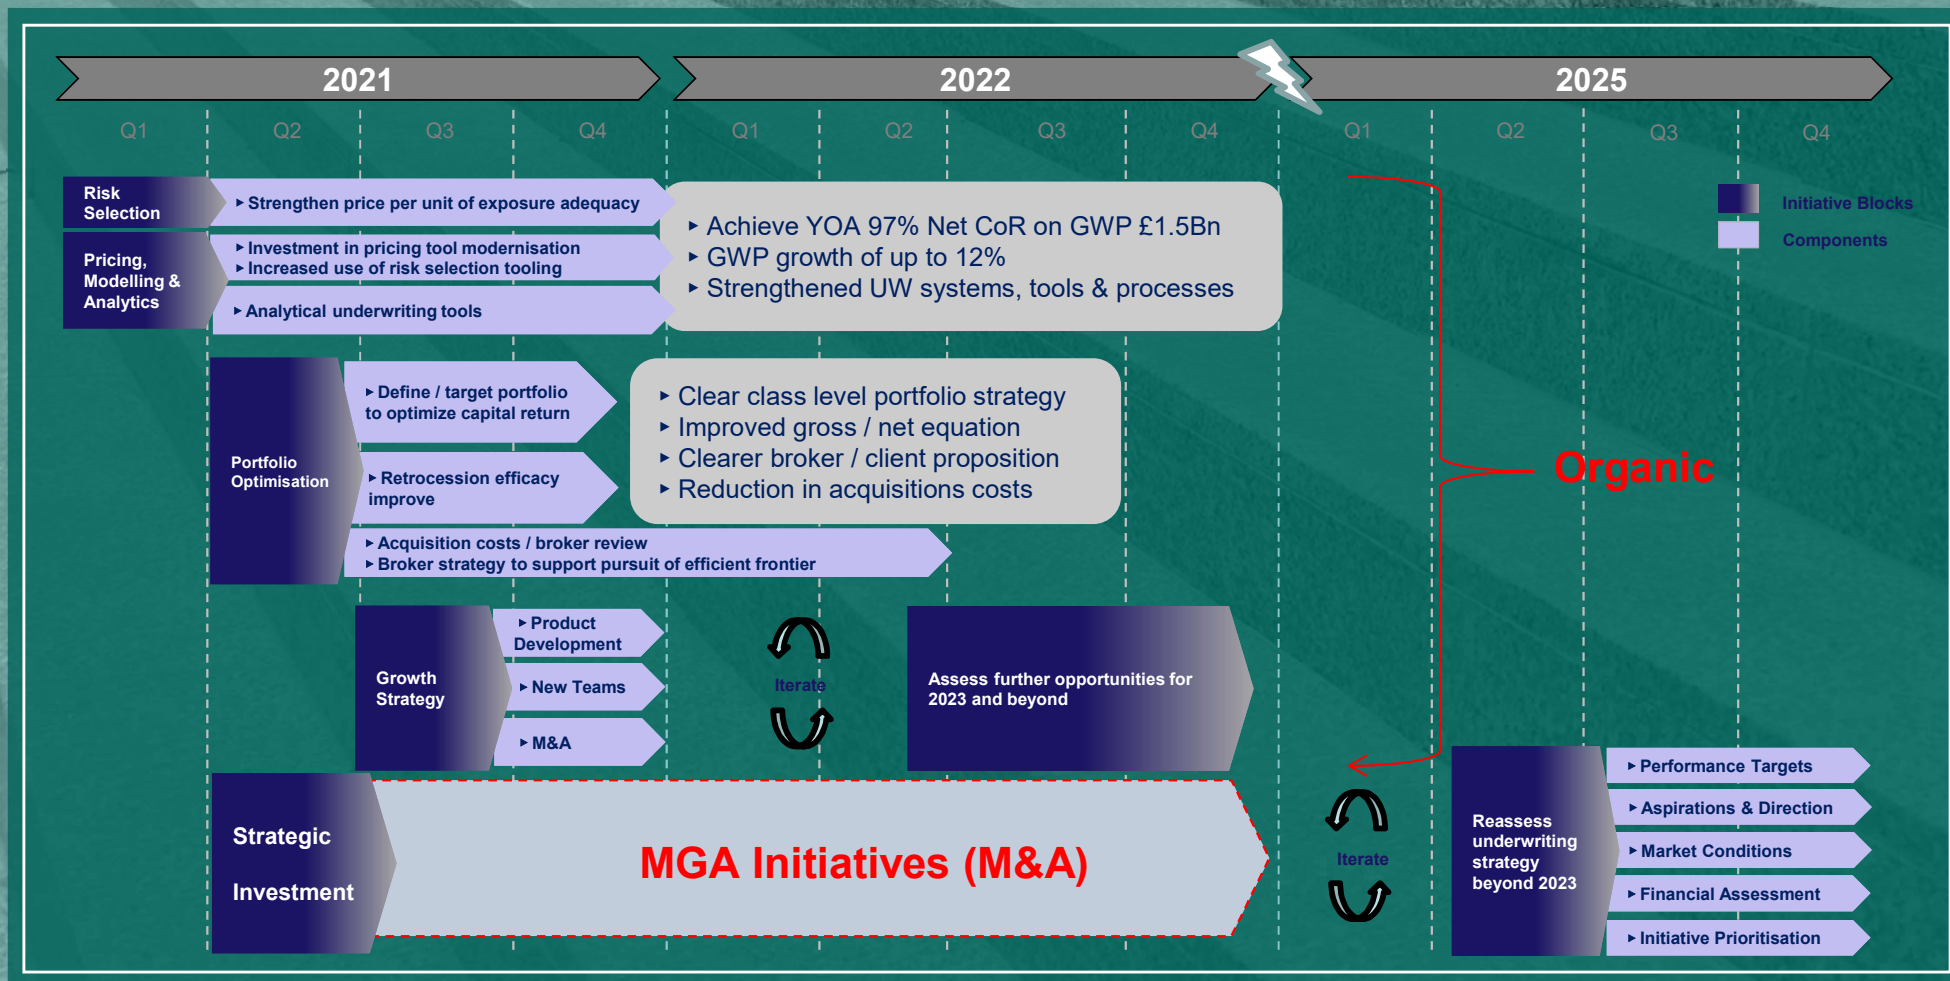 2021
2022
2025
Q1
Q2
Q3
Q4
Q1
Q2
Q3
Q4
Q1
Q2
Q3
Q4
Risk
Selection
▸ Strengthen price per unit of exposure adequacy
Pricing,
Modelling &
Analytics
▸ Investment in pricing tool modernisation
▸ Increased use of risk selection tooling
▸ Analytical underwriting tools
▸ Achieve YOA 97% Net CoR on GWP £1.5Bn
▸ GWP growth of up to 12%
▸ Strengthened UW systems, tools & processes
Initiative Blocks
Components
Portfolio
Optimisation
▸ Define / target portfolio
to optimize capital return
▸ Retrocession efficacy
improve
▸ Acquisition costs / broker review
▸ Broker strategy to support pursuit of efficient frontier
▸ Clear class level portfolio strategy
▸ Improved gross / net equation
▸ Clearer broker / client proposition
▸ Reduction in acquisitions costs
Organic
Growth
Strategy
▸ Product
Development
▸ New Teams
▸ M&A
Iterate
Assess further opportunities for
2023 and beyond
Strategic
Investment
MGA Initiatives (M&A)
Iterate
Reassess
underwriting
strategy
beyond 2023
▸ Performance Targets
▸ Aspirations & Direction
▸ Market Conditions
▸ Financial Assessment
▸ Initiative Prioritisation